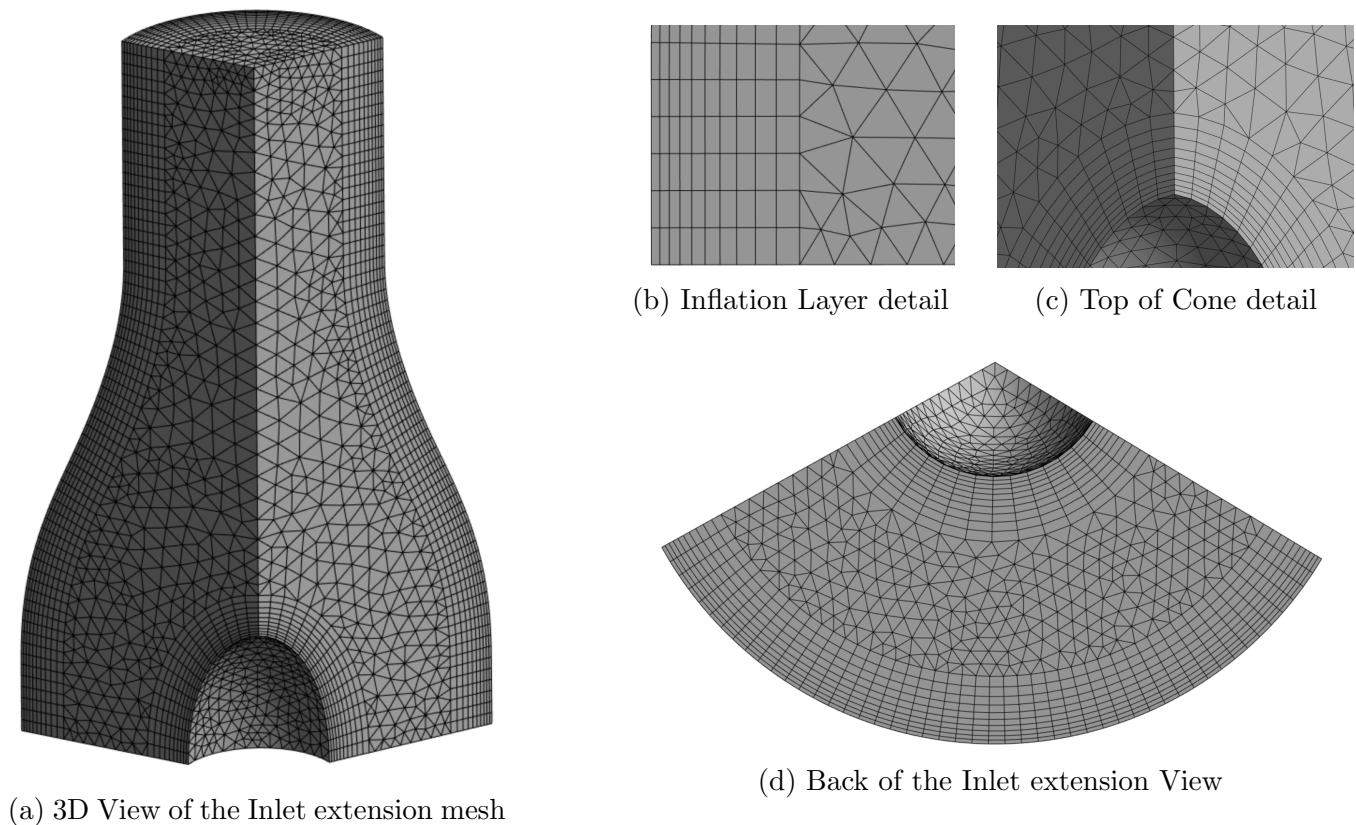 (b) Inflation Layer detail
(c) Top of Cone detail
(a) 3D View of the Inlet extension mesh
(d) Back of the Inlet extension View